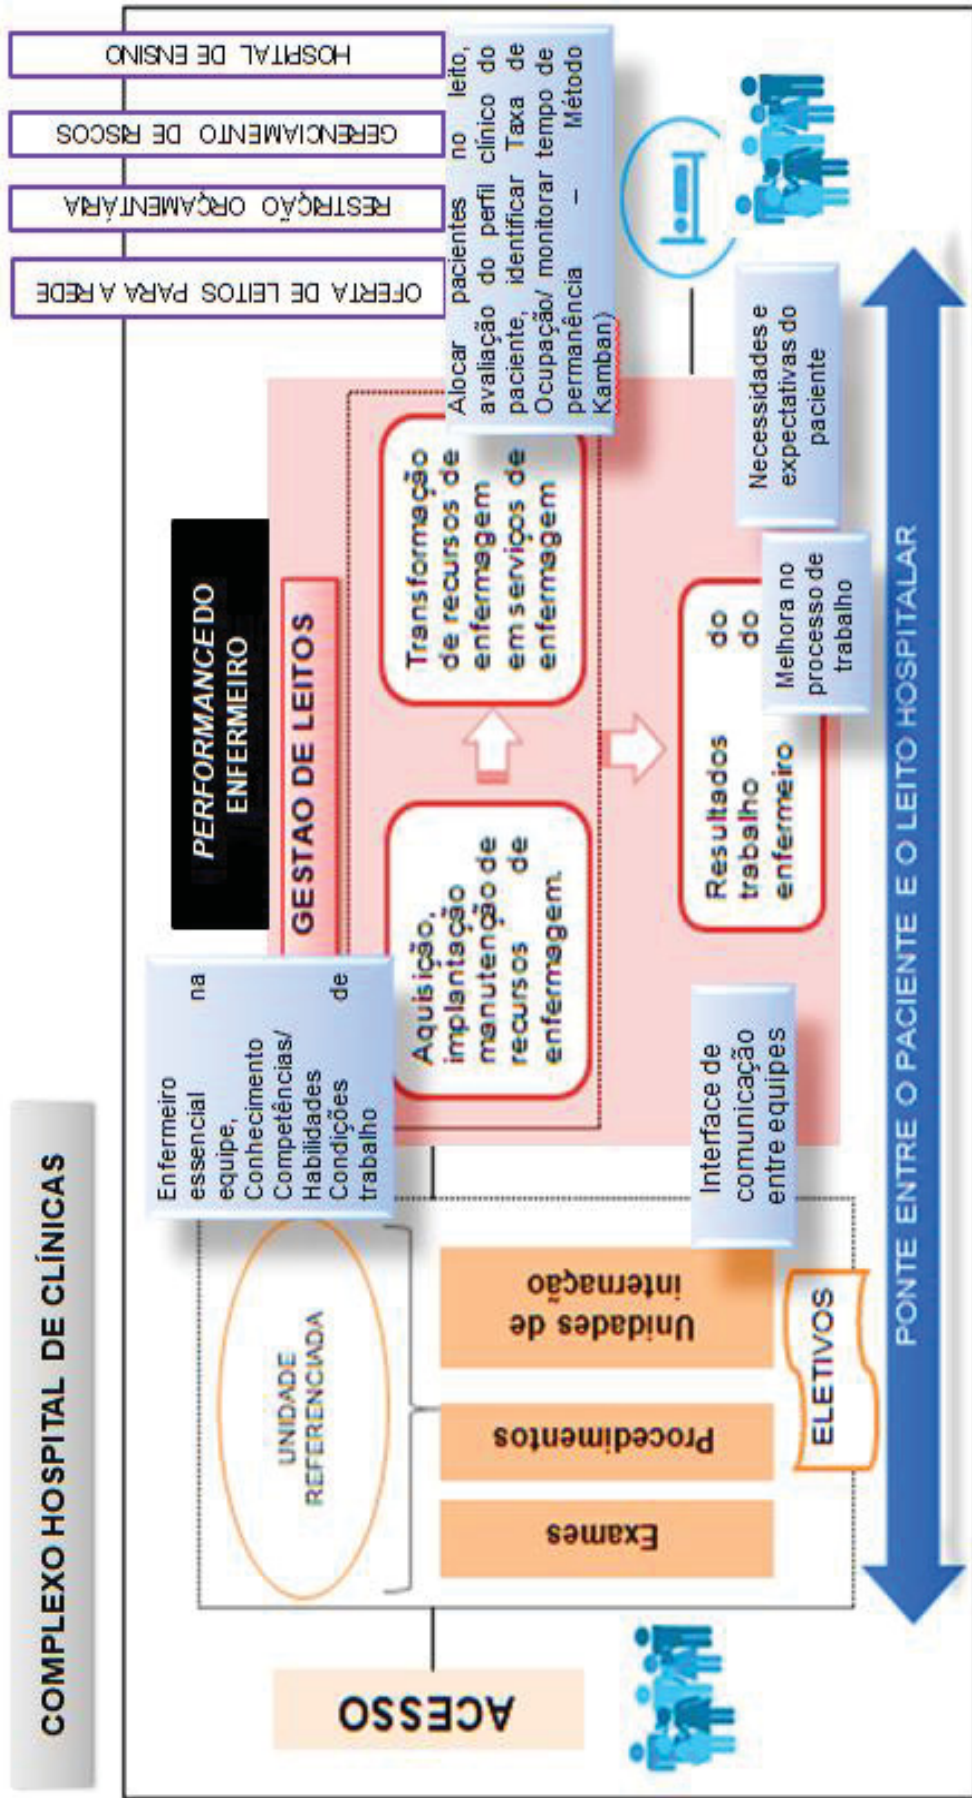 COMPLEXO HOSPITAL DE CLÍNICAS
ACESSO
UNIDADE
REFERENCIADA
Exames
Procedimentos
Unidades de
internação
ELETIVOS
Enfermeiro
essencial na
equipe,
Conhecimento
Competências/
Habilidades
Condições de
trabalho
Interface de
comunicação
entre equipes
PERFORMANCE DO
ENFERMEIRO
GESTAO DE LEITOS
Aquisição,
implantação
manutenção de
recursos de
enfermagem.
Transformação
de recursos de
enfermagem
em serviços de
enfermagem
Resultados do
trabalho do
enfermeiro
Melhora no
processo de
trabalho
Necessidades e
expectativas do
paciente
Alocar pacientes no leito,
avaliação do perfil clínico do
paciente, identificar Taxa de
Ocupação/ monitorar tempo de
permanência – Método
Kamban)
OFERTA DE LEITOS PARA A REDE
RESTRIÇÃO ORÇAMENTÁRIA
GERENCIAMENTO DE RISCOS
HOSPITAL DE ENSINO
PONTE ENTRE O PACIENTE E O LEITO HOSPITALAR